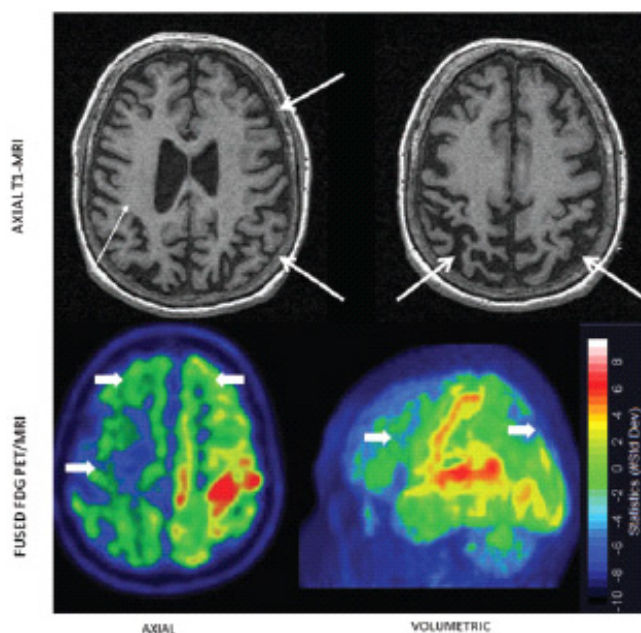 AXIAL T1-MRI
FUSED FDG PET/MRI
8
6
4
2
0
-2
-4
-6
-8
-10
Statistics (#Std Dev)
AXIAL
VOLUMETRIC